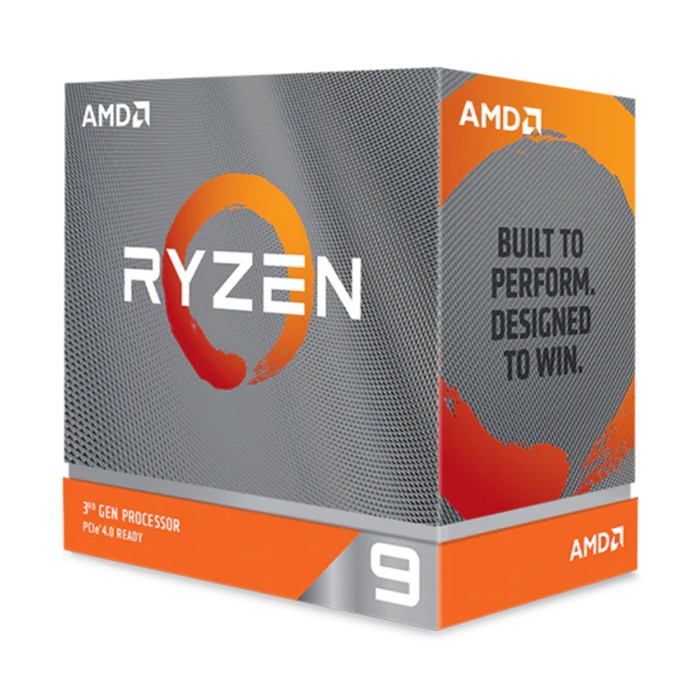 AMD
RYZEN
3RD GEN PROCESSOR
PCIe® 4.0 READY
9
AMD
BUILT TO
PERFORM.
DESIGNED
TO WIN.
AMD